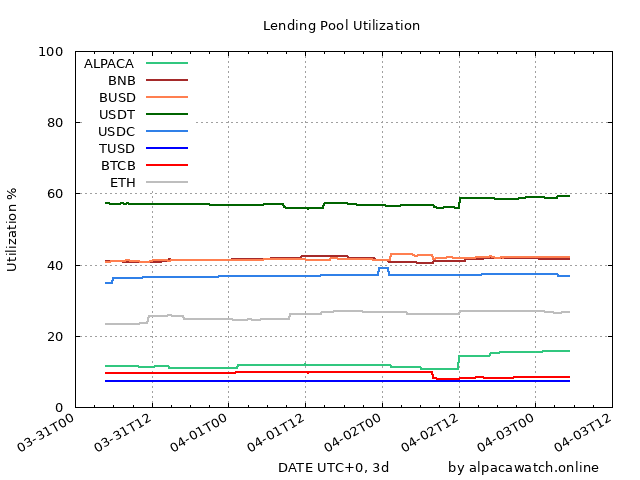 Lending Pool Utilization
Utilization %
100
80
60
40
20
0
ALPACA
BNB
BUSD
USDT
USDC
TUSD
BTCB
ETH
03-31T00
03-31T12
04-01T00
04-01T12
04-02T00
04-02T12
04-03T00
04-03T12
DATE UTC+0, 3d
by alpacawatch.online